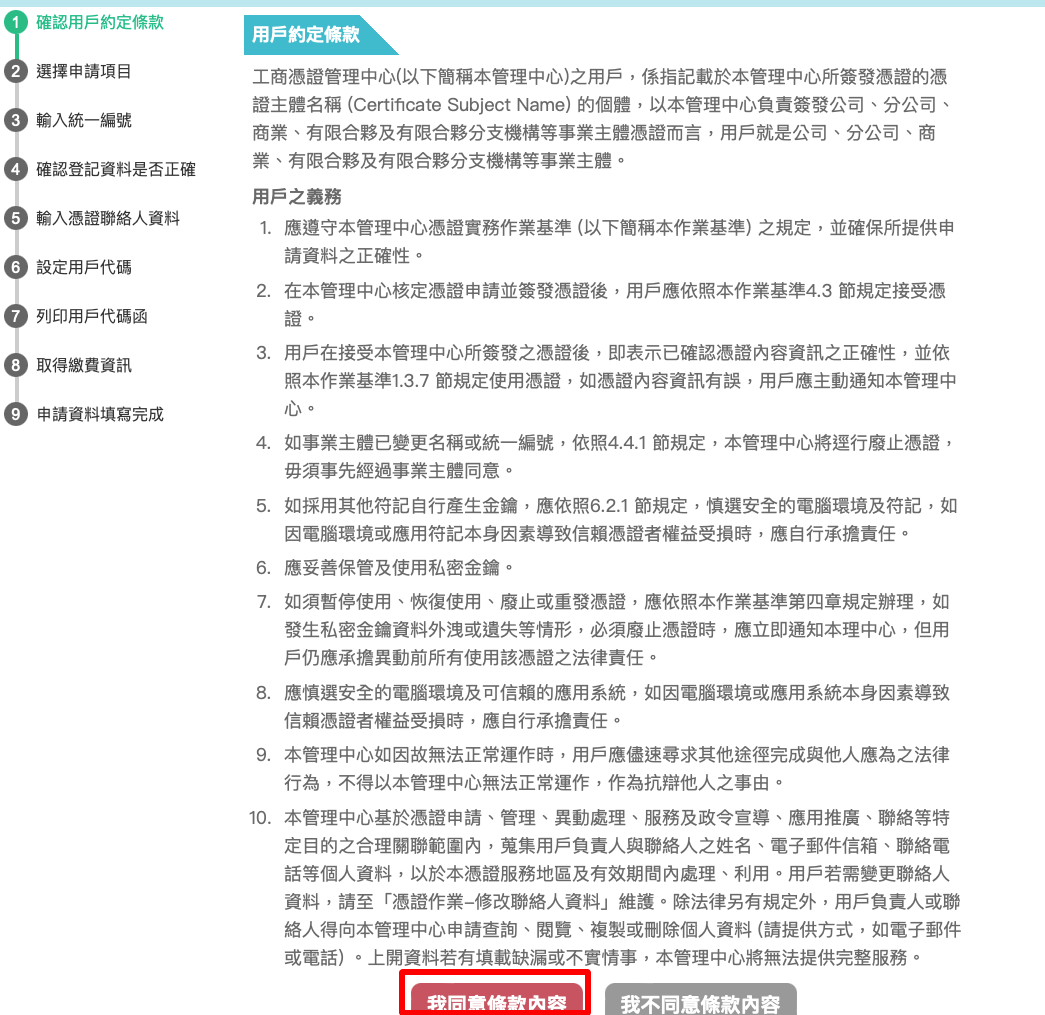 1 確認用戶約定條款
2 選擇申請項目
3 輸入統一編號
4 確認登記資料是否正確
5 輸入憑證聯絡人資料
6 設定用戶代碼
7 列印用戶代碼函
8 取得繳費資訊
9 申請資料填寫完成
用戶約定條款
工商憑證管理中心(以下簡稱本管理中心)之用戶，係指記載於本管理中心所簽發憑證的憑
證主體名稱 (Certificate Subject Name) 的個體，以本管理中心負責簽發公司、分公司、
商業、有限合夥及有限合夥分支機構等事業主體憑證而言，用戶就是公司、分公司、商
業、有限合夥及有限合夥分支機構等事業主體。
用戶之義務
1. 應遵守本管理中心憑證實務作業基準 (以下簡稱本作業基準) 之規定，並確保所提供申
請資料之正確性。
2. 在本管理中心核定憑證申請並簽發憑證後，用戶應依照本作業基準4.3 節規定接受憑
證。
3. 用戶在接受本管理中心所簽發之憑證後，即表示已確認憑證內容資訊之正確性，並依
照本作業基準1.3.7 節規定使用憑證，如憑證內容資訊有誤，用戶應主動通知本管理中
心。
4. 如事業主體已變更名稱或統一編號，依照4.4.1 節規定，本管理中心將逕行廢止憑證，
毋須事先經過事業主體同意。
5. 如採用其他符記自行產生金鑰，應依照6.2.1 節規定，慎選安全的電腦環境及符記，如
因電腦環境或應用符記本身因素導致信賴憑證者權益受損時，應自行承擔責任。
6. 應妥善保管及使用私密金鑰。
7. 如須暫停使用、恢復使用、廢止或重發憑證，應依照本作業基準第四章規定辦理，如
發生私密金鑰資料外洩或遺失等情形，必須廢止憑證時，應立即通知本理中心，但用
戶仍應承擔異動前所有使用該憑證之法律責任。
8. 應慎選安全的電腦環境及可信賴的應用系統，如因電腦環境或應用系統本身因素導致
信賴憑證者權益受損時，應自行承擔責任。
9. 本管理中心如因故無法正常運作時，用戶應儘速尋求其他途徑完成與他人應為之法律
行為，不得以本管理中心無法正常運作，作為抗辯他人之事由。
10. 本管理中心基於憑證申請、管理、異動處理、服務及政令宣導、應用推廣、聯絡等特
定目的之合理關聯範圍內，蒐集用戶負責人與聯絡人之姓名、電子郵件信箱、聯絡電
話等個人資料，以於本憑證服務地區及有效期間內處理、利用。用戶若需變更聯絡人
資料，請至「憑證作業–修改聯絡人資料」維護。除法律另有規定外，用戶負責人或聯
絡人得向本管理中心申請查詢、閱覽、複製或刪除個人資料 (請提供方式，如電子郵件
或電話) 。上開資料若有填載缺漏或不實情事，本管理中心將無法提供完整服務。
我同意條款內容 我不同意條款內容